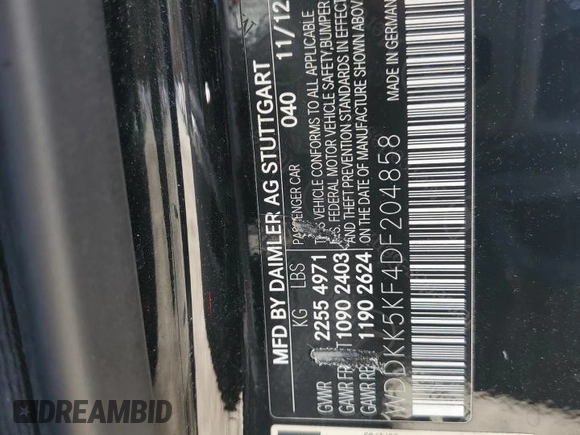 MFD BY DAIMLER AG STUTTGART
040 11/12
KG LBS
PASSENGER CAR
GVWR 2255 4971
GAWR 1090 2403
GAWR 1190 2624
VEHICLE CONFORMS TO ALL APPLICABLE
FEDERAL MOTOR VEHICLE SAFETY, BUMPER
AND THEFT PREVENTION STANDARDS IN EFFECT
ON THE DATE OF MANUFACTURE SHOWN ABOVE
MADE IN GERMANY
WDDKK5KF4DF204858
DREAMBID